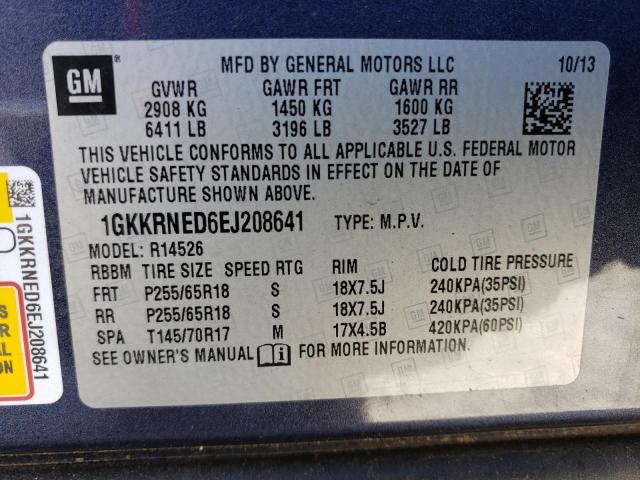 GM
MFD BY GENERAL MOTORS LLC 10/13
GVWR GAWR FRT GAWR RR
2908 KG 1450 KG 1600 KG
6411 LB 3196 LB 3527 LB
THIS VEHICLE CONFORMS TO ALL APPLICABLE U.S. FEDERAL MOTOR
VEHICLE SAFETY STANDARDS IN EFFECT ON THE DATE OF
MANUFACTURE SHOWN ABOVE.
1GKKRNED6EJ208641 TYPE: M.P.V.
MODEL: R14526
RBBM TIRE SIZE SPEED RTG RIM COLD TIRE PRESSURE
FRT P255/65R18 S 18X7.5J 240KPA(35PSI)
RR P255/65R18 S 18X7.5J 240KPA(35PSI)
SPA T145/70R17 M 17X4.5B 420KPA(60PSI)
SEE OWNER'S MANUAL i FOR MORE INFORMATION.
1GKKRNED6EJ208641